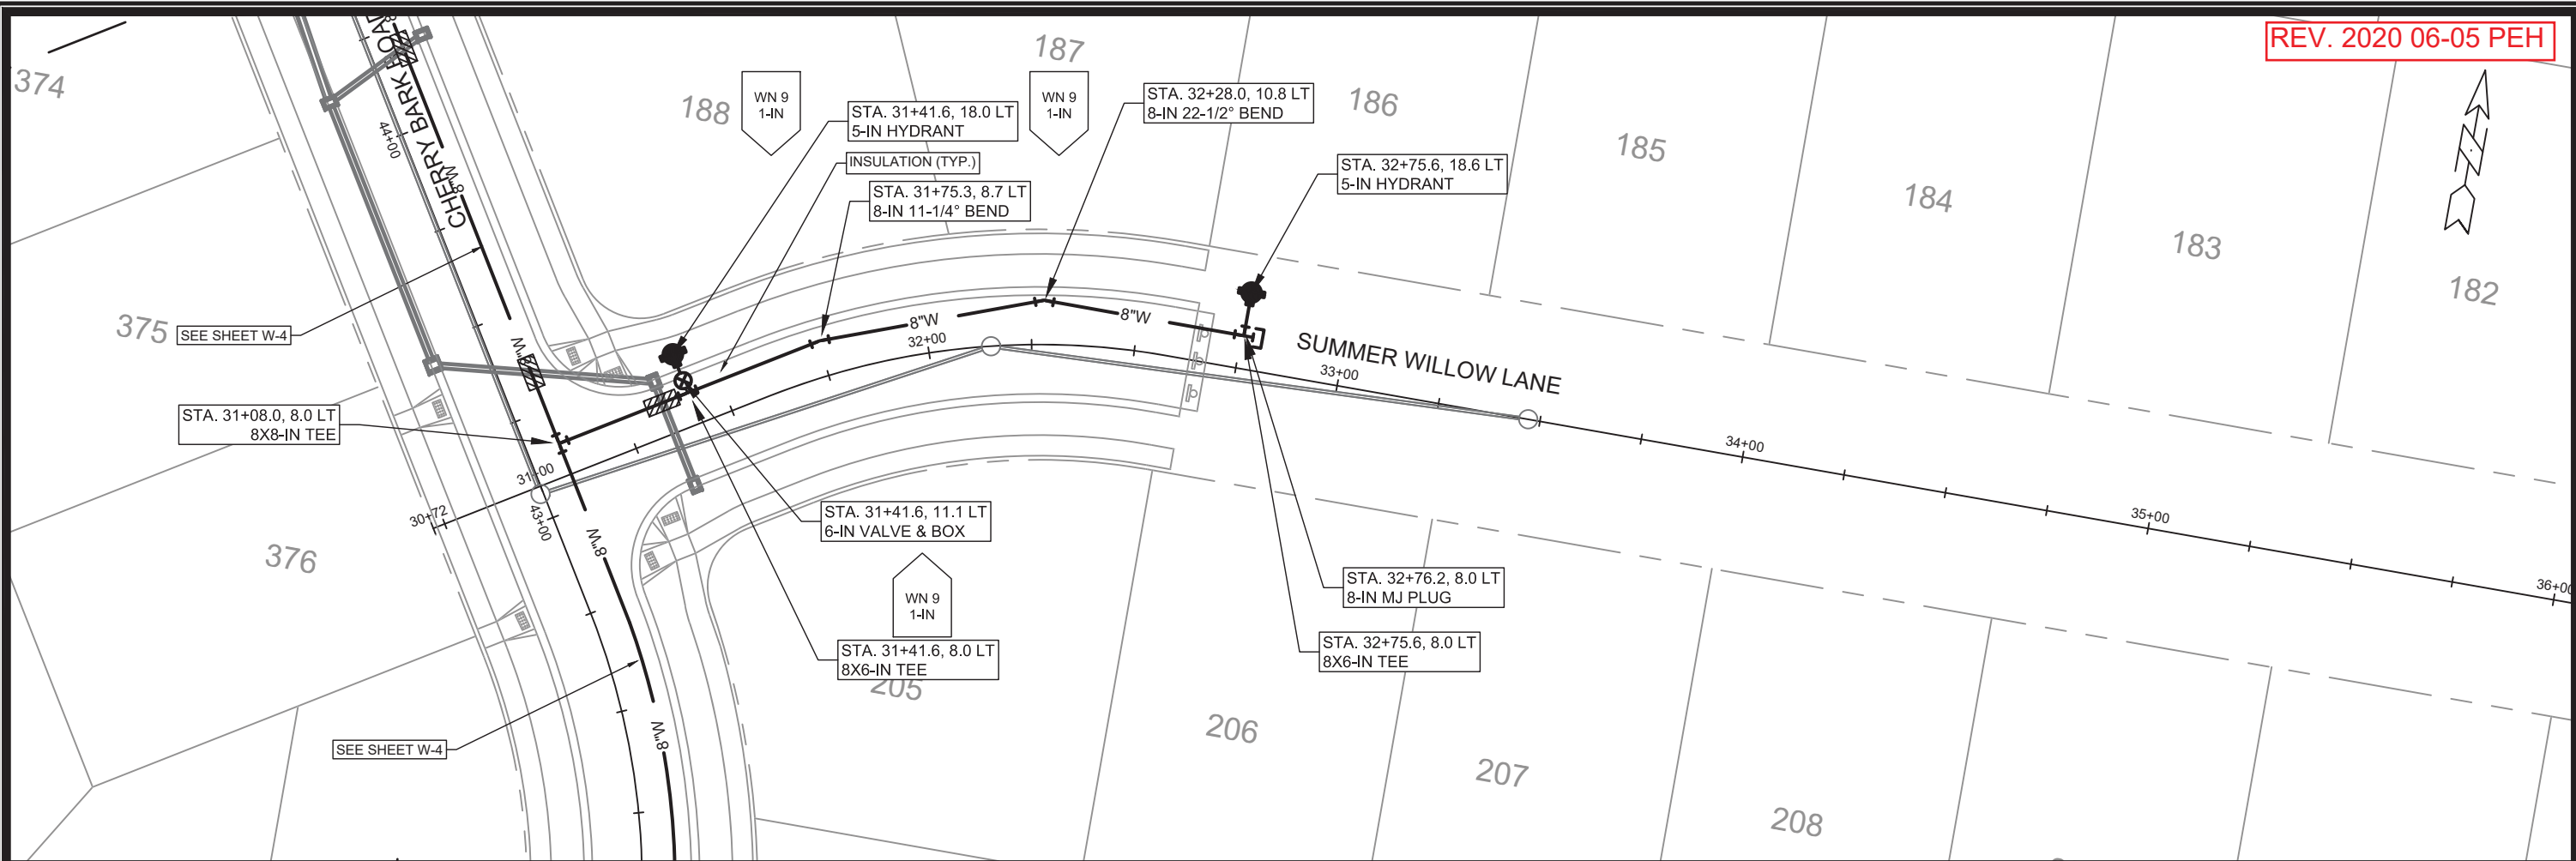 REV. 2020 06-05 PEH
374
CHERRY BARK ROAD
44+00
8"W
188
WN 9
1-IN
187
WN 9
1-IN
STA. 31+41.6, 18.0 LT
5-IN HYDRANT
INSULATION (TYP.)
STA. 31+75.3, 8.7 LT
8-IN 11-1/4° BEND
STA. 32+28.0, 10.8 LT
8-IN 22-1/2° BEND
186
STA. 32+75.6, 18.6 LT
5-IN HYDRANT
185
184
183
182
375
SEE SHEET W-4
8"W
8"W
32+00
8"W
SUMMER WILLOW LANE
33+00
34+00
35+00
36+00
STA. 31+08.0, 8.0 LT
8X8-IN TEE
31+00
30+72
43+00
376
8"W
STA. 31+41.6, 11.1 LT
6-IN VALVE & BOX
WN 9
1-IN
STA. 31+41.6, 8.0 LT
8X6-IN TEE
205
STA. 32+76.2, 8.0 LT
8-IN MJ PLUG
STA. 32+75.6, 8.0 LT
8X6-IN TEE
SEE SHEET W-4
8"W
206
207
208